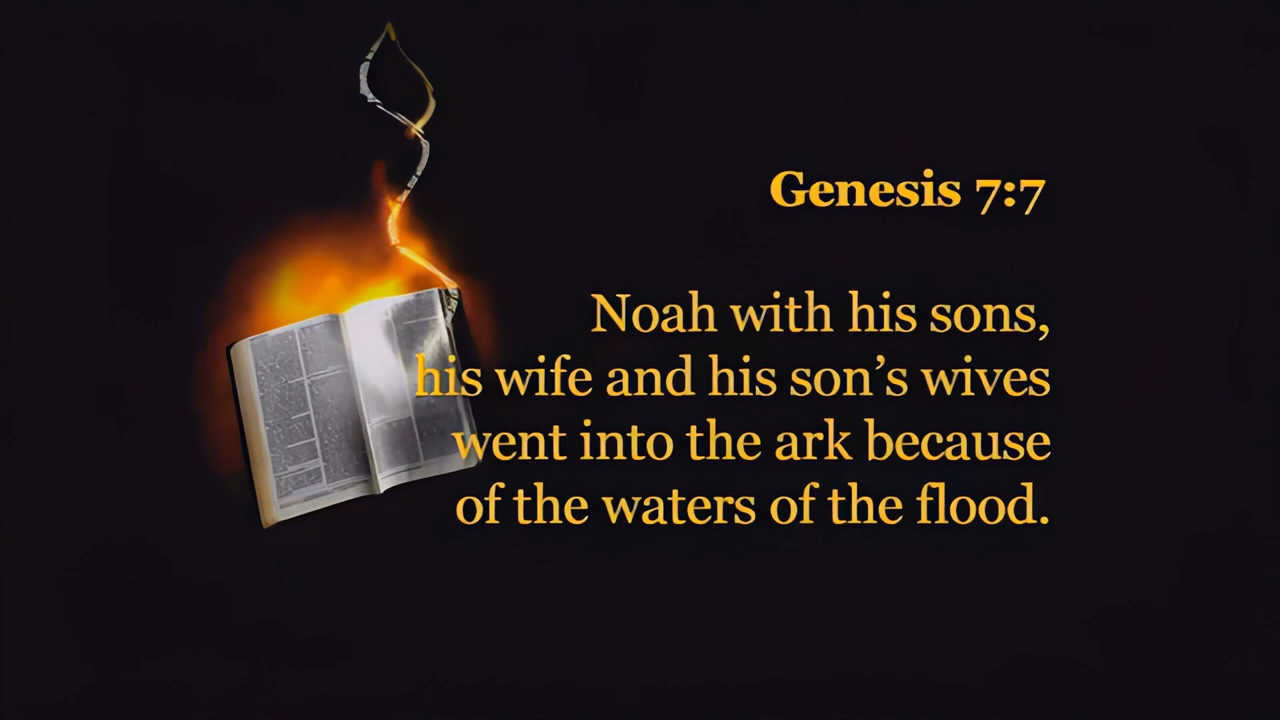 Genesis 7:7
Noah with his sons,
his wife and his son’s wives
went into the ark because
of the waters of the flood.